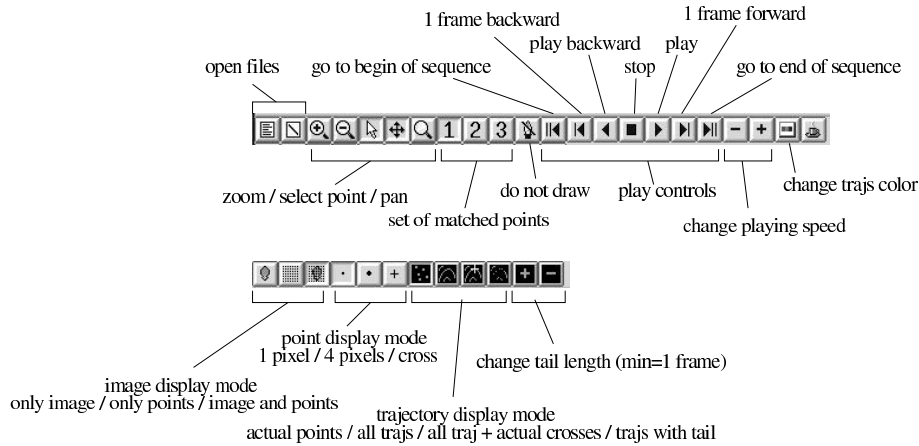 1 frame forward
1 frame backward
play backward
play
open files
go to begin of sequence
stop
go to end of sequence
1 2 3
zoom / select point / pan
do not draw
play controls
change trajs color
set of matched points
change playing speed
point display mode
1 pixel / 4 pixels / cross
change tail length (min=1 frame)
image display mode
only image / only points / image and points
trajectory display mode
actual points / all trajs / all traj + actual crosses / trajs with tail